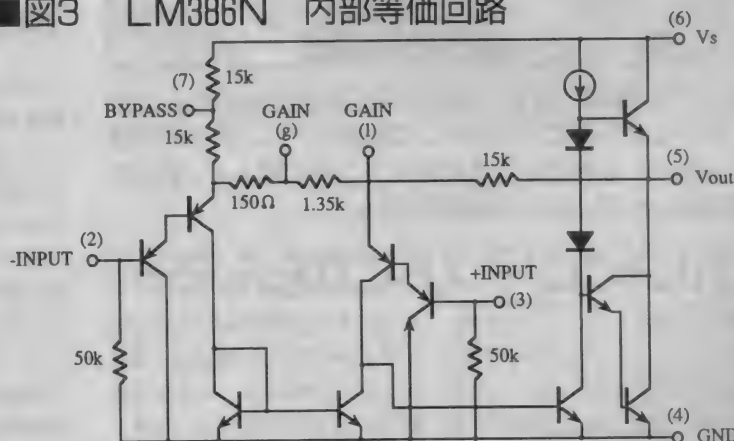 ■図3 LM386N 内部等価回路
(6)
Vs
(7)
15k
BYPASS
GAIN
(g)
GAIN
(1)
15k
15k
(5)
Vout
150Ω
1.35k
(2)
-INPUT
+INPUT
(3)
50k
50k
(4)
GND